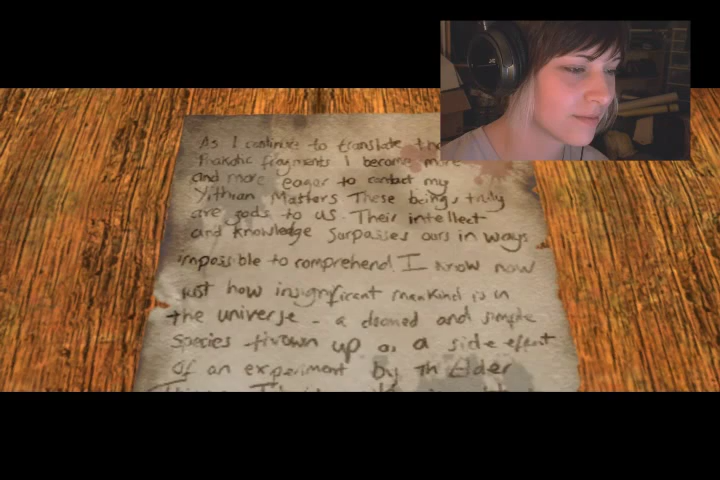 As I continue to translate the
Pnakotic fragments I become more
and more eager to contact my
Yithian Matters These beings truly
are gods to us. Their intellect
and knowledge surpasses ours in ways
impossible to comprehend I know now
just how insignificant mankind is in
the universe - a doomed and simple
species thrown up as a side effect
of an experiment by th Elder